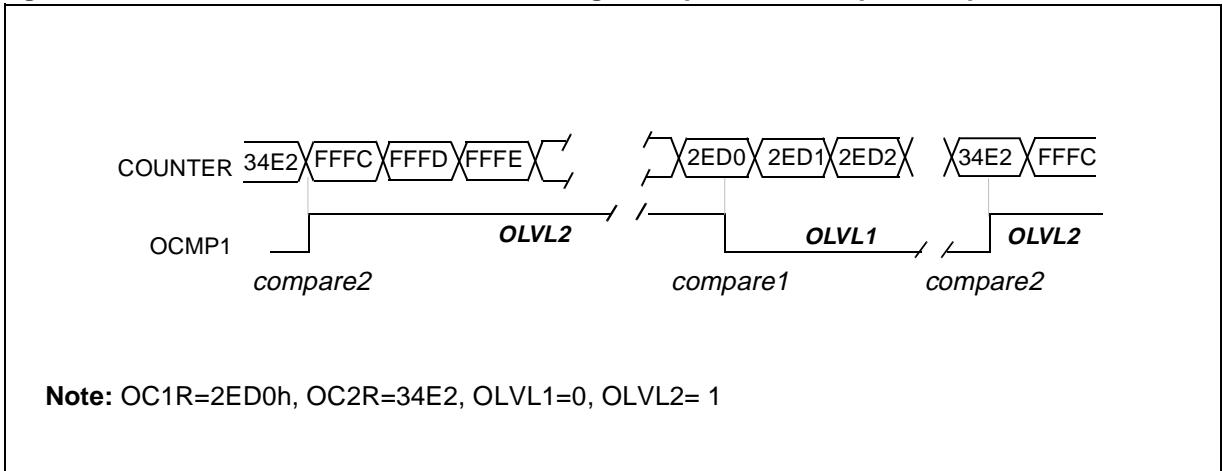 COUNTER 34E2 FFFC FFFD FFFE 2ED0 2ED1 2ED2 34E2 FFFC
OCMP1 OLVL2 OLVL1 OLVL2
compare2 compare1 compare2
Note: OC1R=2ED0h, OC2R=34E2, OLVL1=0, OLVL2= 1